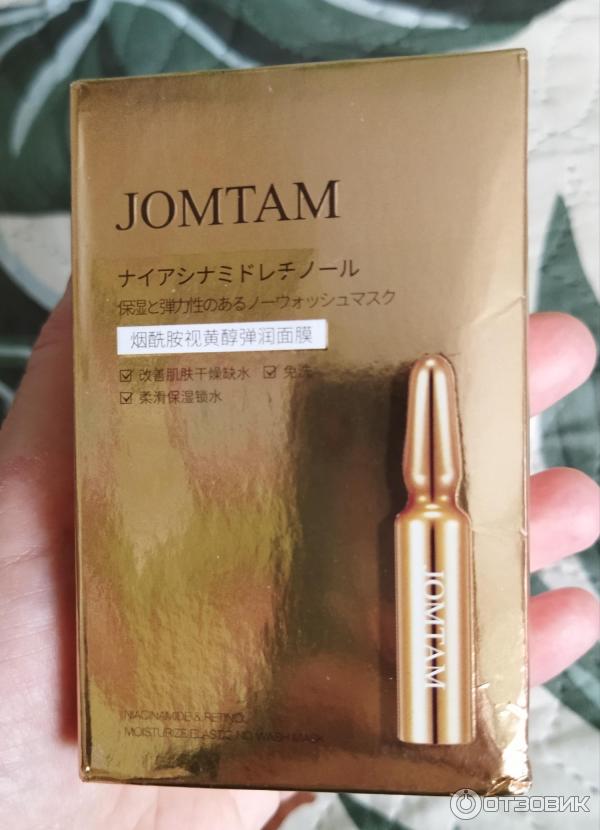 JOMTAM
ナイアシナミドレチノール
保湿と弾力性のあるノーウォッシュマスク
烟酰胺视黄醇弹润面膜
☑ 改善肌肤干燥缺水 ☑ 免洗
☑ 柔滑保湿锁水
JOMTAM
NIACINAMIDE & RETINOL
MOISTURIZE ELASTIC NO WASH MASK
ОТЗОВИК